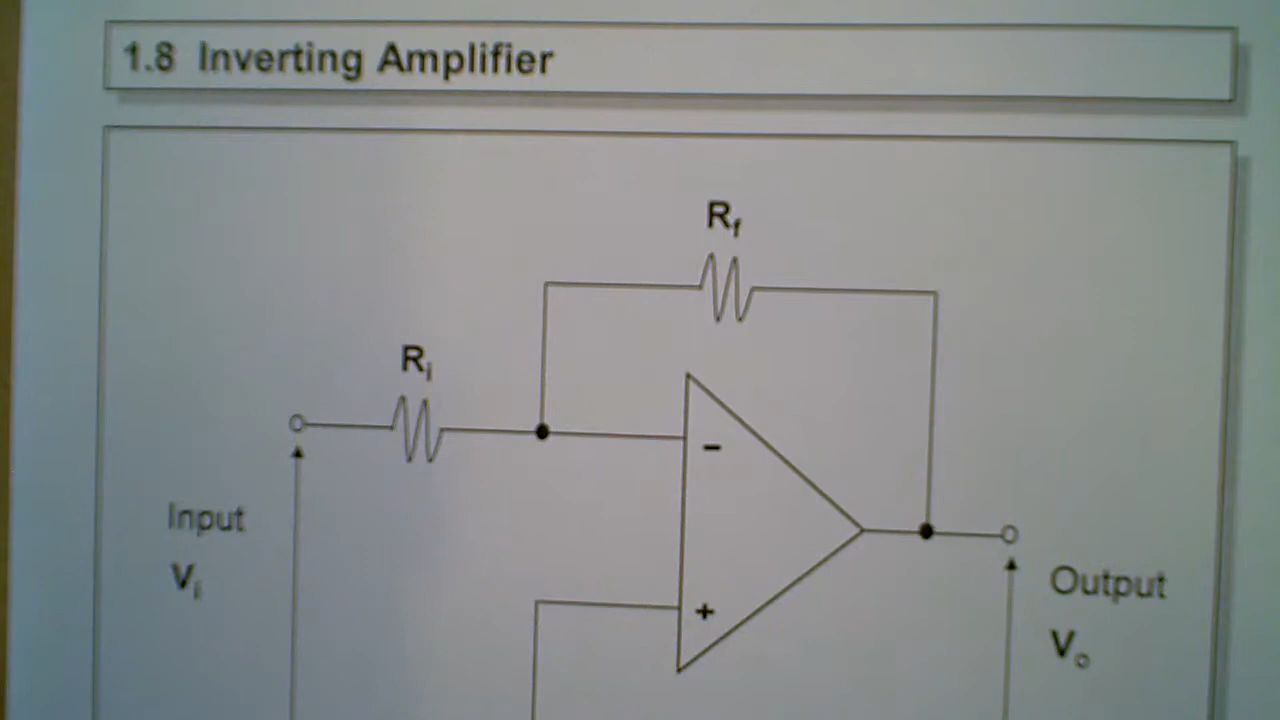 1.8 Inverting Amplifier
Rf
Ri
-
Input
Vi
+
Output
Vo